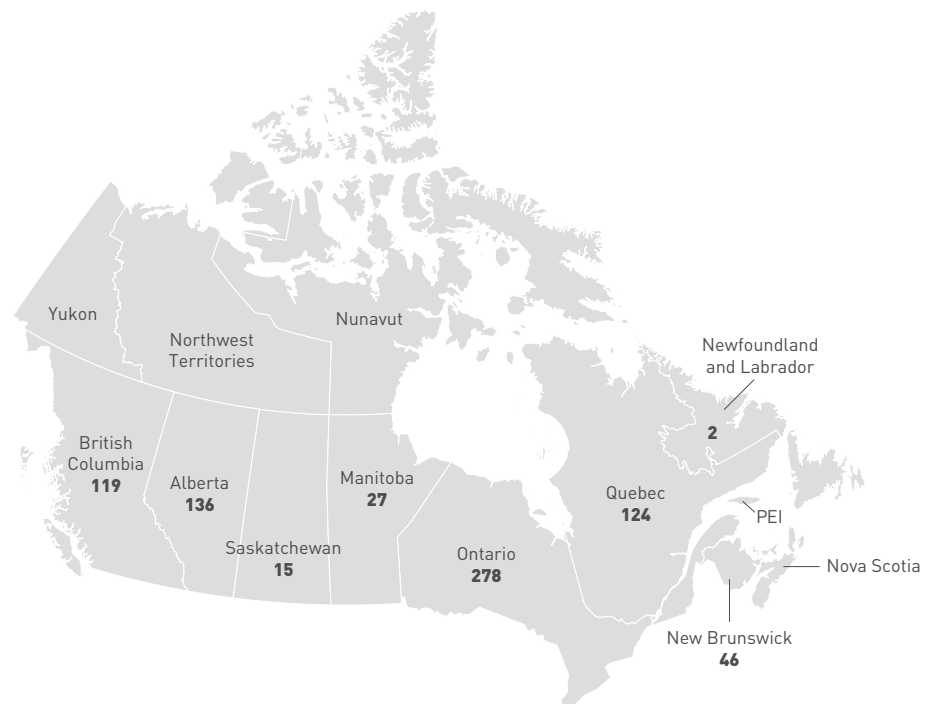 Yukon
Northwest
Territories
Nunavut
Newfoundland
and Labrador
2
British
Columbia
119
Alberta
136
Saskatchewan
15
Manitoba
27
Ontario
278
Quebec
124
PEI
Nova Scotia
New Brunswick
46